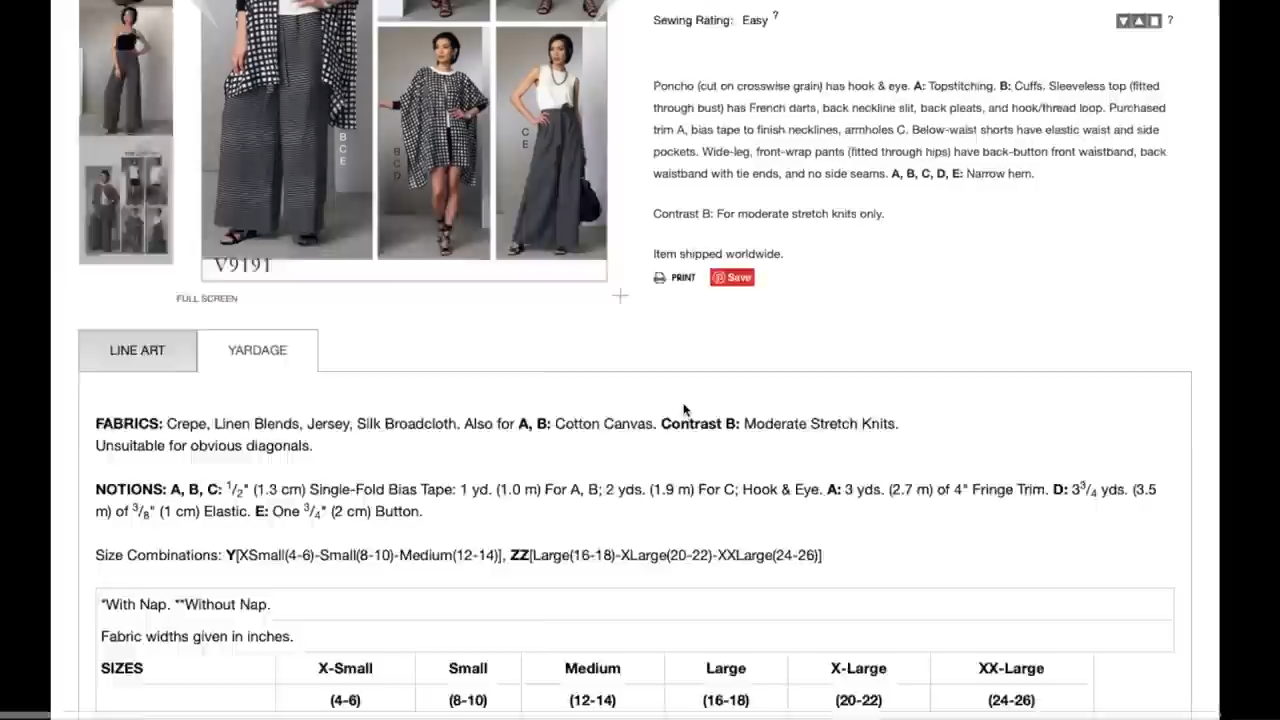 Sewing Rating: Easy ?
?
Poncho (cut on crosswise grain) has hook & eye. A: Topstitching. B: Cuffs. Sleeveless top (fitted
through bust) has French darts, back neckline slit, back pleats, and hook/thread loop. Purchased
trim A, bias tape to finish necklines, armholes C. Below-waist shorts have elastic waist and side
pockets. Wide-leg, front-wrap pants (fitted through hips) have back-button front waistband, back
waistband with tie ends, and no side seams. A, B, C, D, E: Narrow hem.
Contrast B: For moderate stretch knits only.
Item shipped worldwide.
PRINT Save
B
C
E
B
C
D
C
E
V9191
FULL SCREEN
LINE ART YARDAGE
FABRICS: Crepe, Linen Blends, Jersey, Silk Broadcloth. Also for A, B: Cotton Canvas. Contrast B: Moderate Stretch Knits.
Unsuitable for obvious diagonals.
NOTIONS: A, B, C: 1/2" (1.3 cm) Single-Fold Bias Tape: 1 yd. (1.0 m) For A, B; 2 yds. (1.9 m) For C; Hook & Eye. A: 3 yds. (2.7 m) of 4" Fringe Trim. D: 3 3/4 yds. (3.5
m) of 3/8" (1 cm) Elastic. E: One 3/4" (2 cm) Button.
Size Combinations: Y[XSmall(4-6)-Small(8-10)-Medium(12-14)], ZZ[Large(16-18)-XLarge(20-22)-XXLarge(24-26)]
*With Nap. **Without Nap.
Fabric widths given in inches.
SIZES X-Small Small Medium Large X-Large XX-Large
(4-6) (8-10) (12-14) (16-18) (20-22) (24-26)